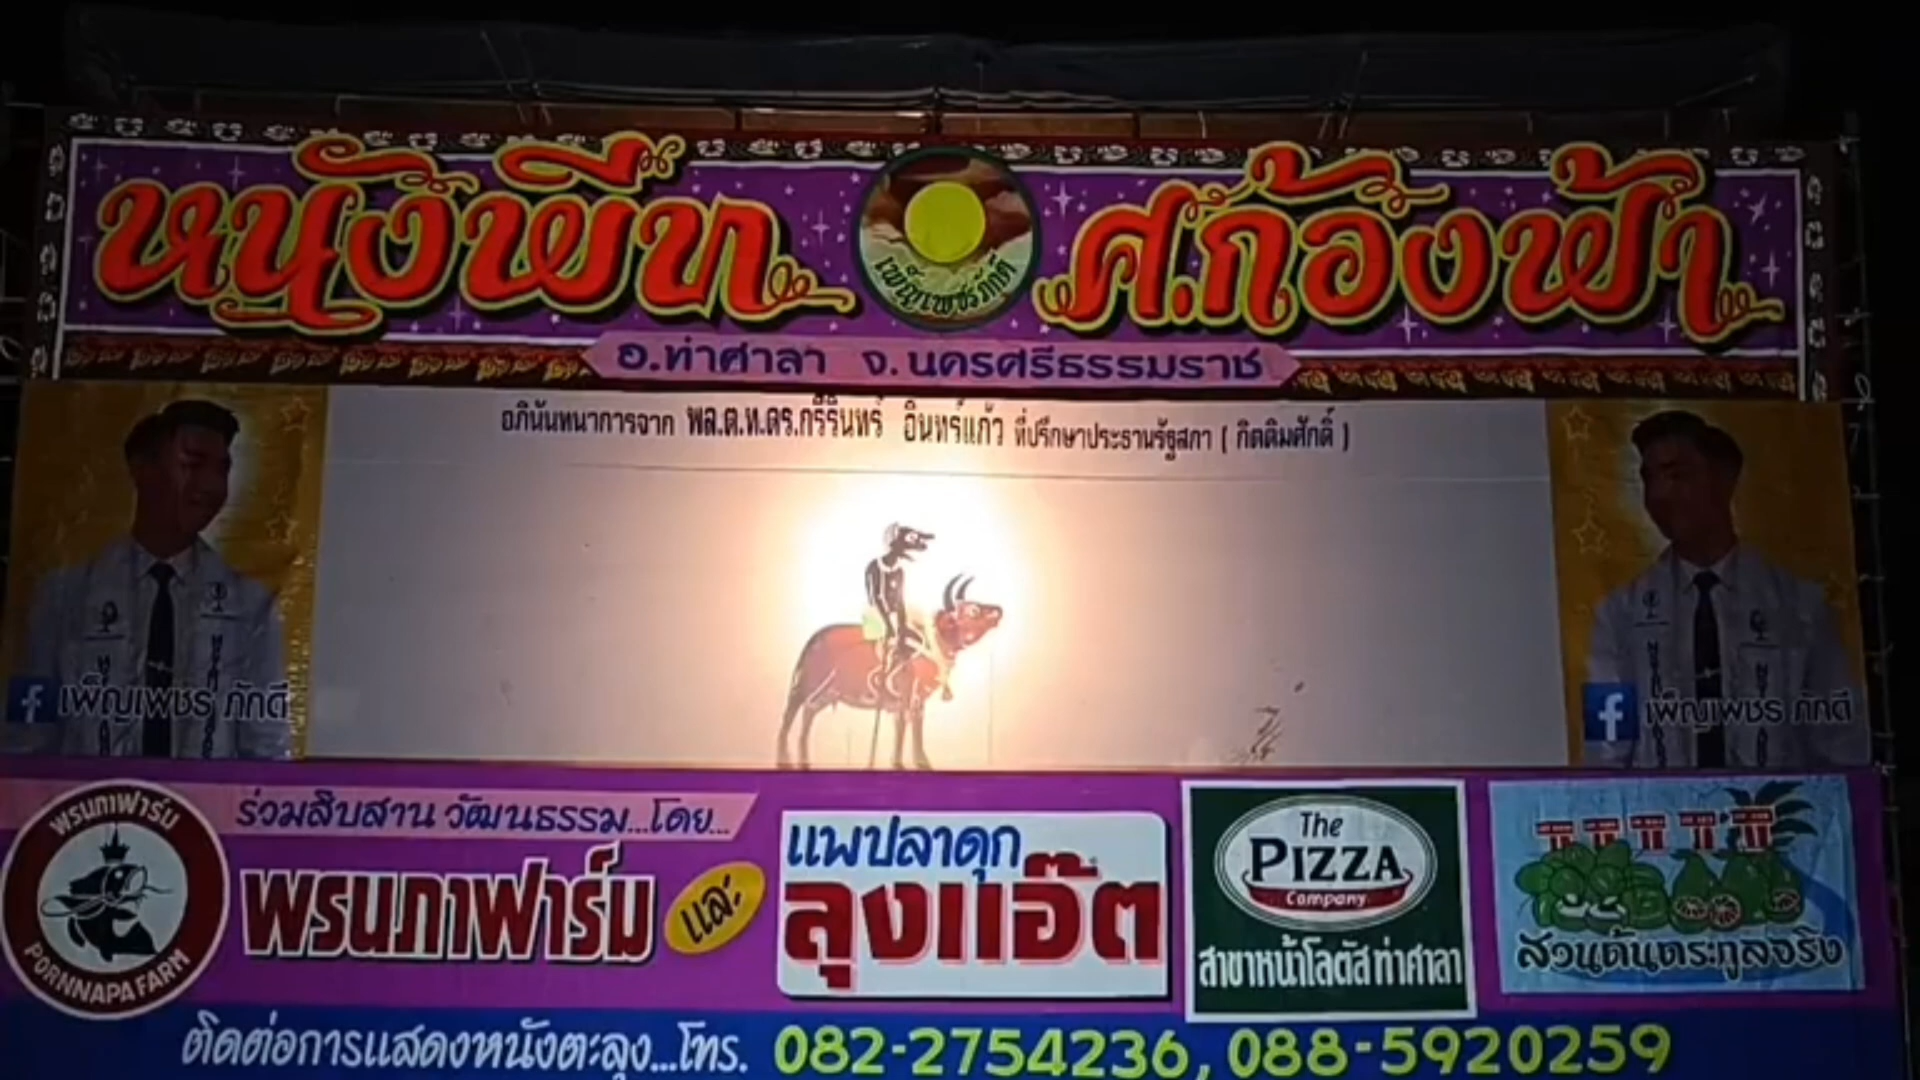 หนังพีท ศ.ก้องฟ้า
เพ็ญเพชร ภักดี
อ.ท่าศาลา จ.นครศรีธรรมราช
อภินันทนาการจาก พล.ต.ท.ดร.กรีรินทร์ อินทร์แก้ว ที่ปรึกษาประธานรัฐสภา ( กิตติมศักดิ์ )
เพ็ญเพชร ภักดี
เพ็ญเพชร ภักดี
พรนภาฟาร์ม
PORNNAPA FARM
ร่วมสืบสาน วัฒนธรรม...โดย...
พรนภาฟาร์ม และ
แพปลาดุก
ลุงแอ๊ต
The
PIZZA
Company
สาขาหน้าโลตัสท่าศาลา
สวนต้นตระกูลจริง
ติดต่อการแสดงหนังตะลุง...โทร. 082-2754236, 088-5920259